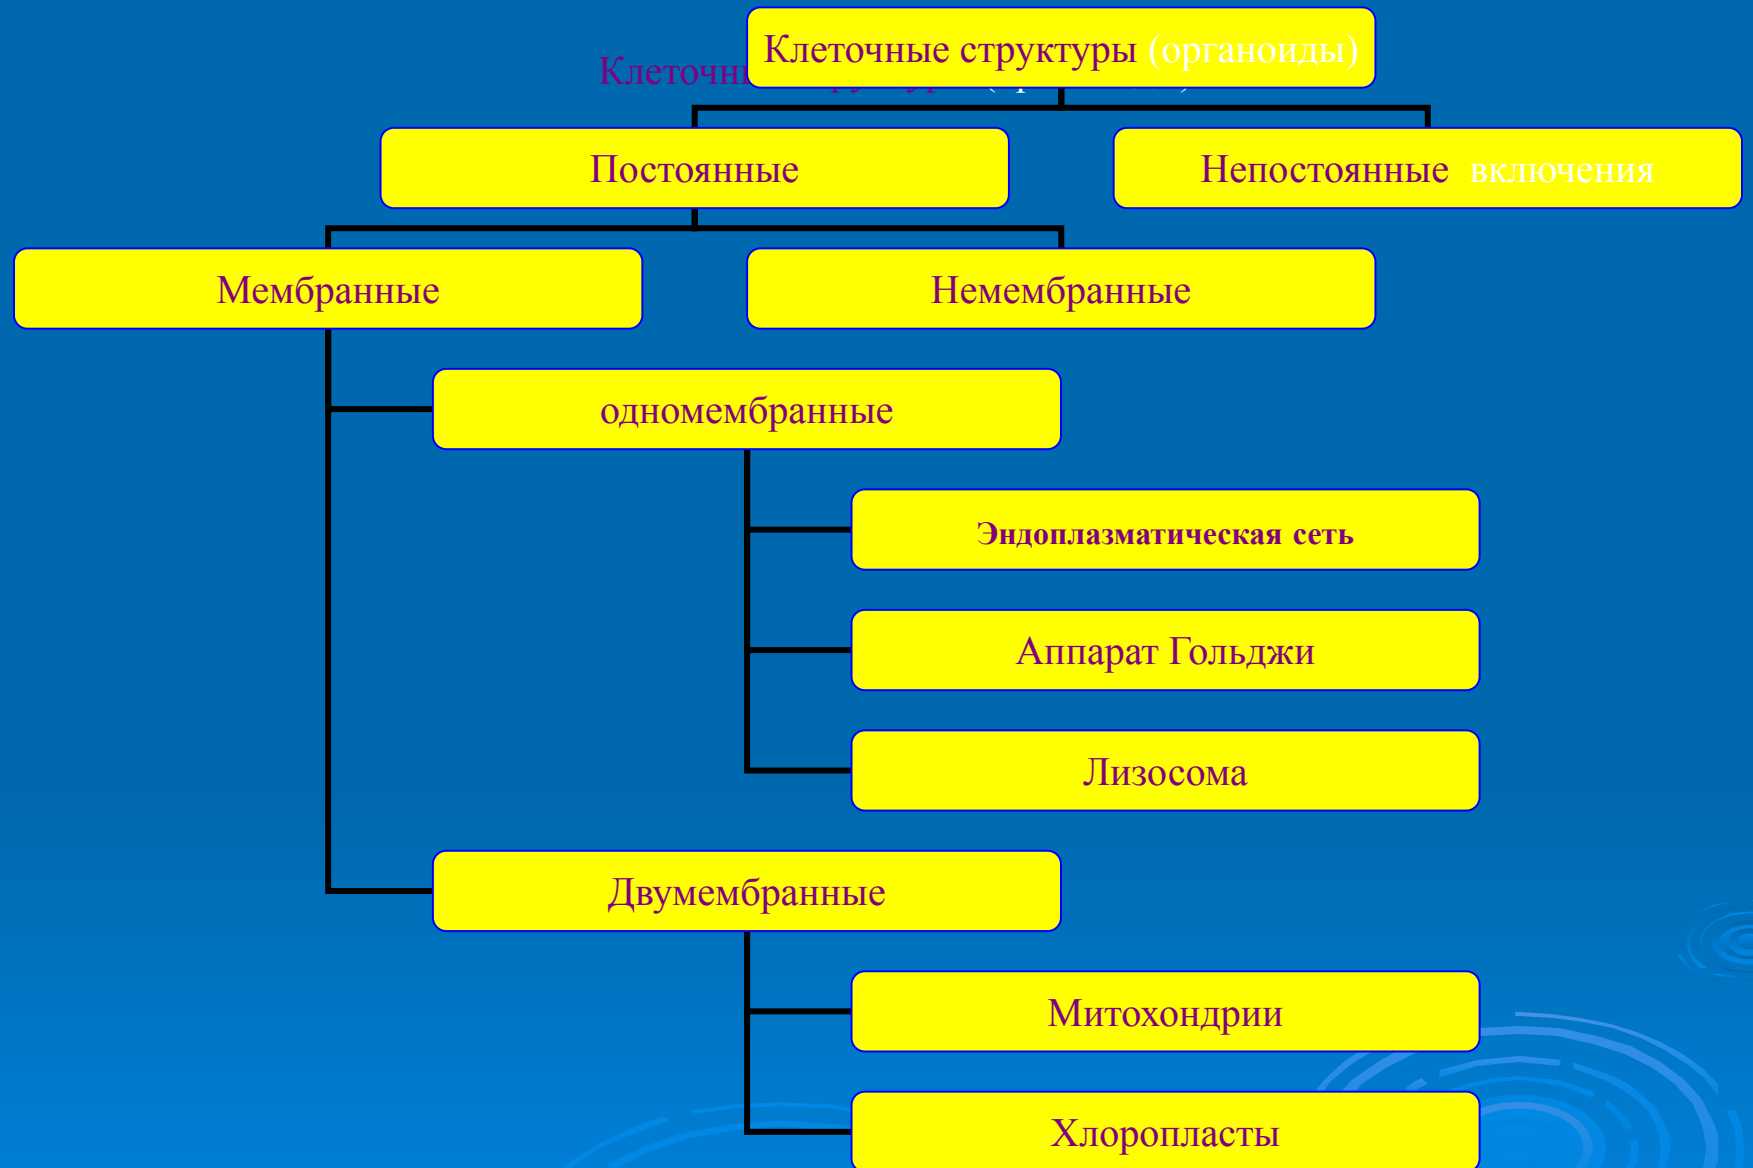 Клеточные структуры (органоиды)
Постоянные
Непостоянные включения
Мембранные
Немембранные
одномембранные
Эндоплазматическая сеть
Аппарат Гольджи
Лизосома
Двумембранные
Митохондрии
Хлоропласты